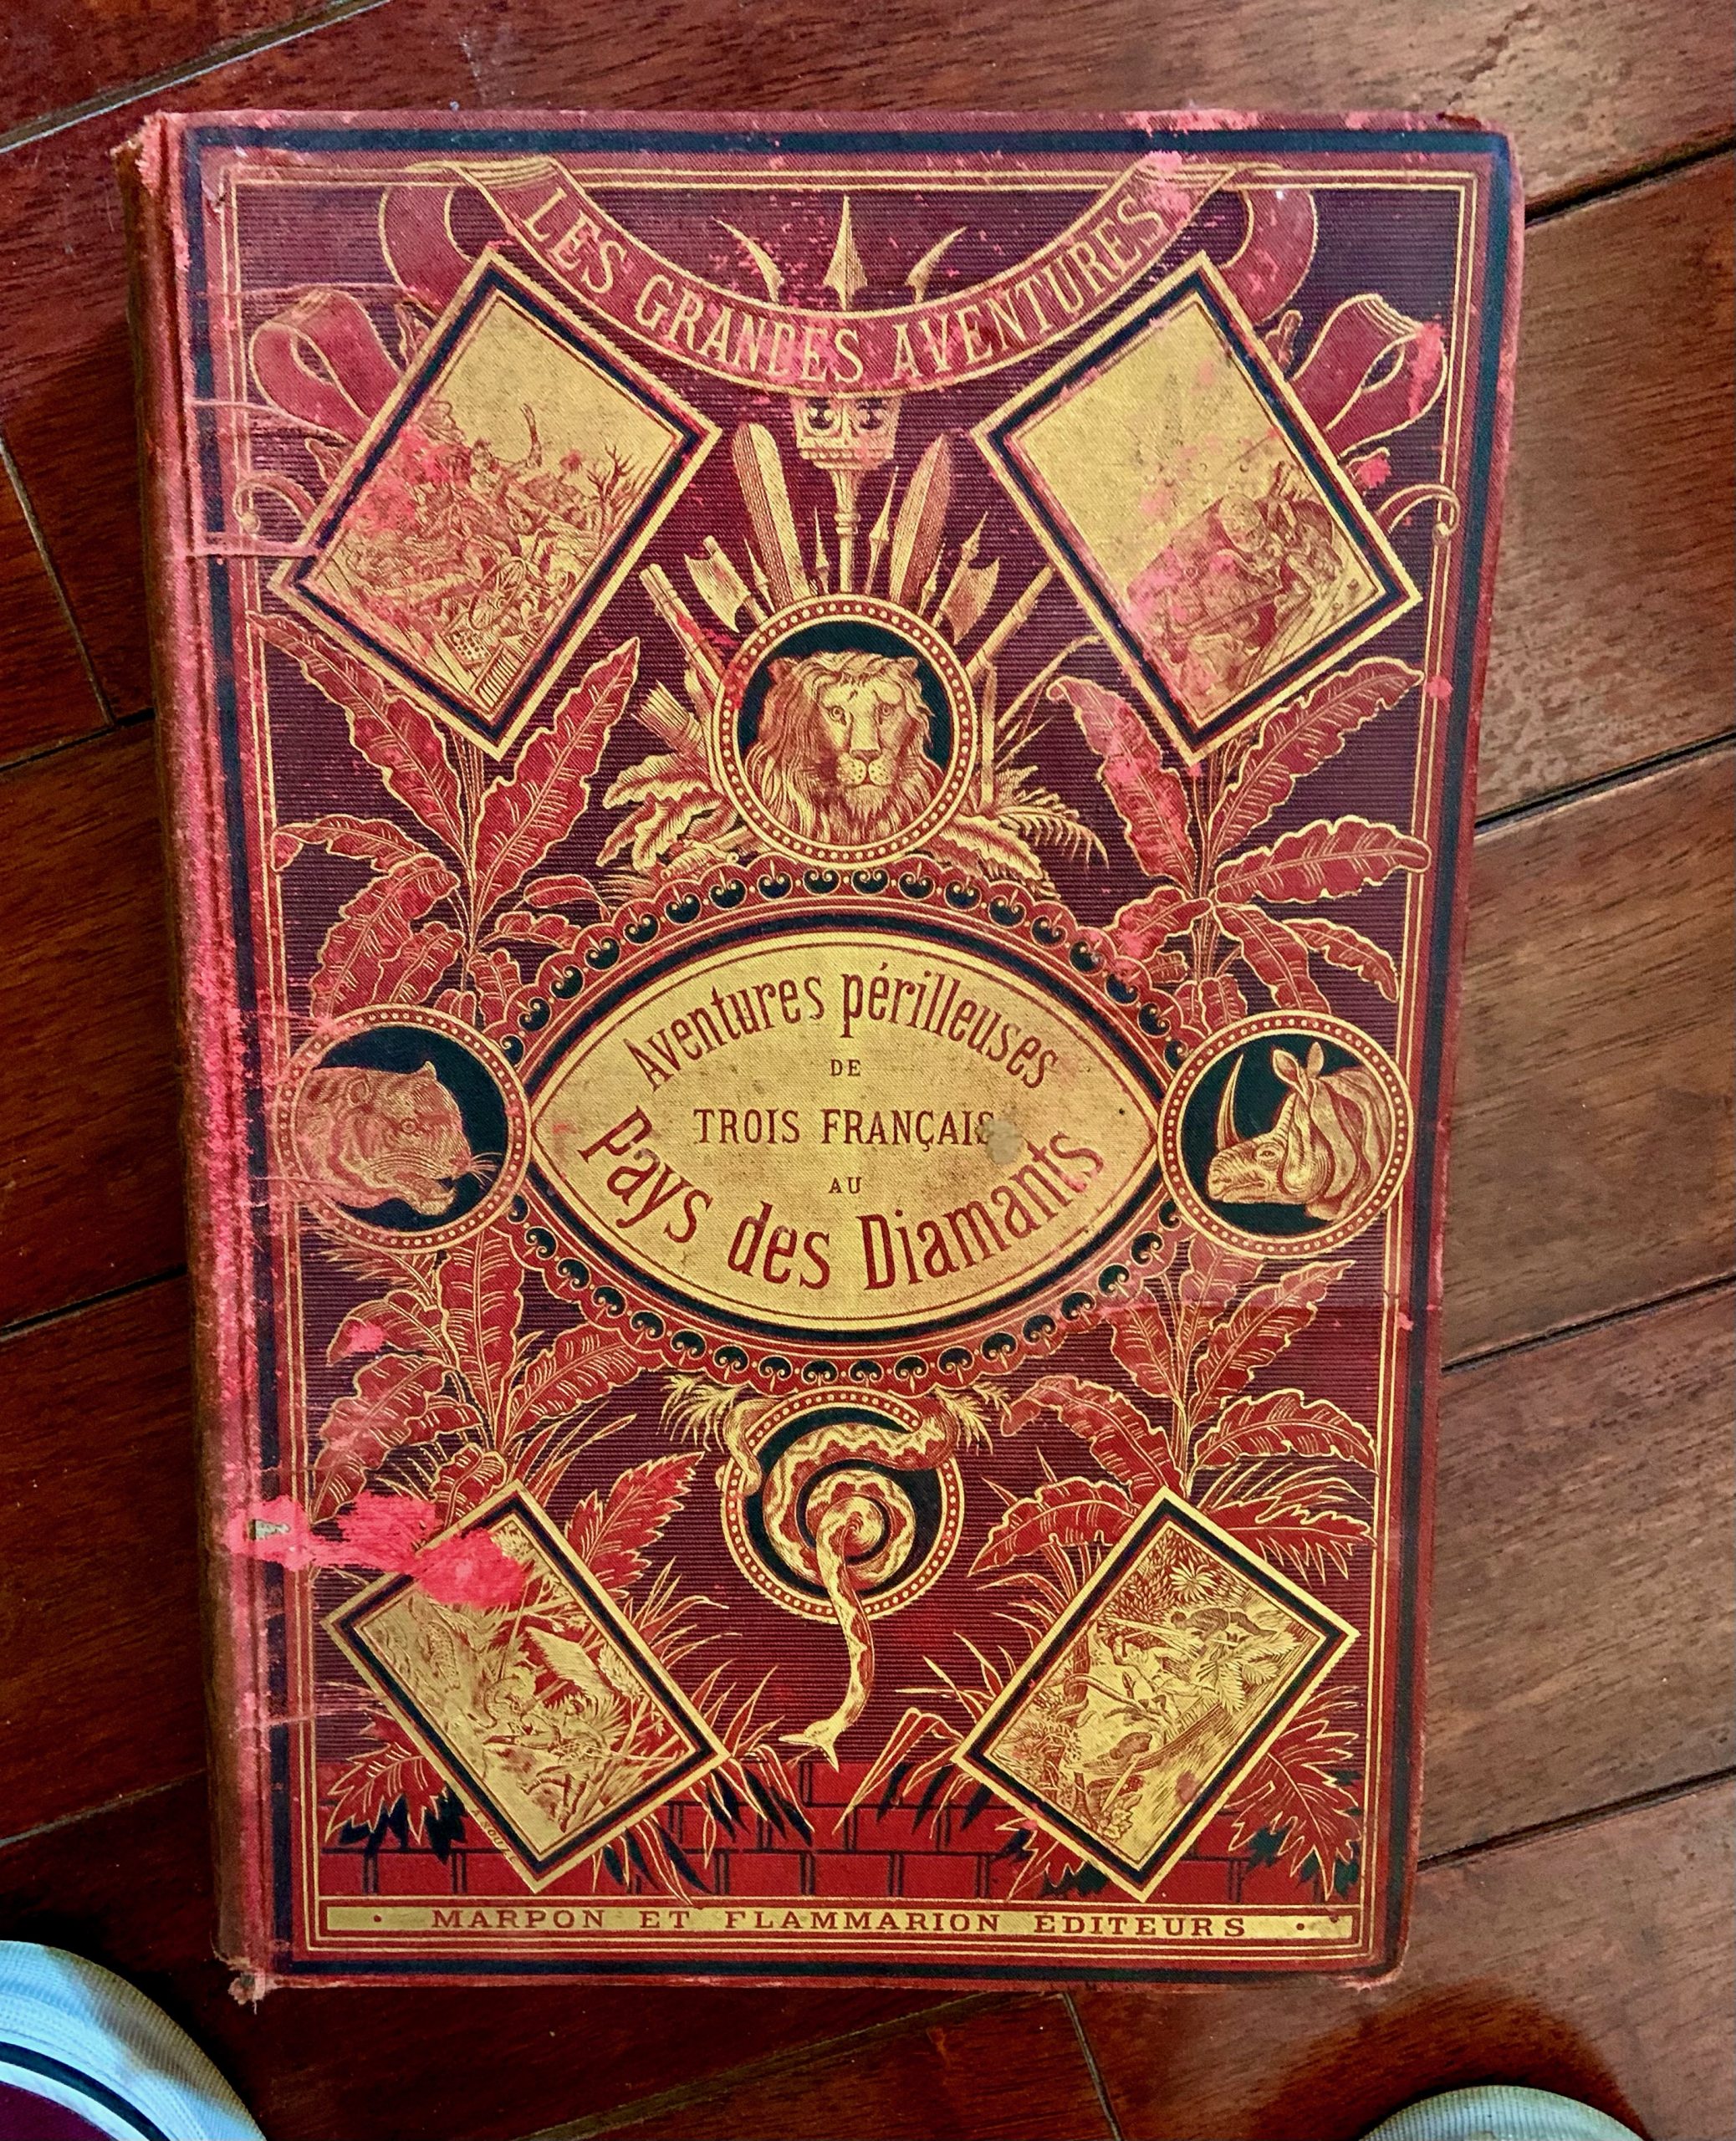 LES GRANDES AVENTURES
Aventures périlleuses
DE
TROIS FRANÇAIS
AU
Pays des Diamants
MARPON ET FLAMMARION ÉDITEURS